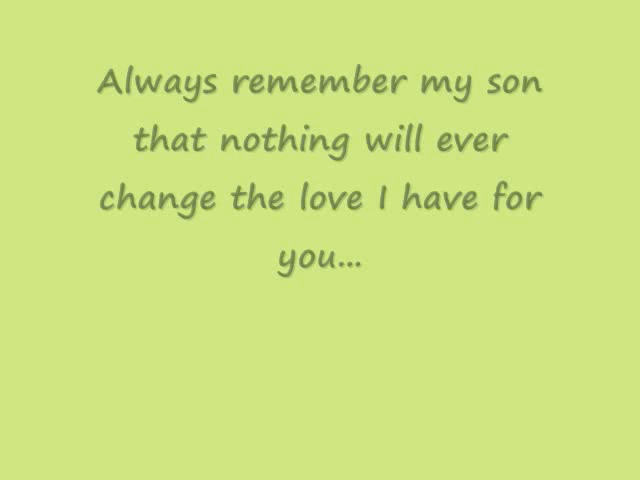 Always remember my son
that nothing will ever
change the love I have for
you...